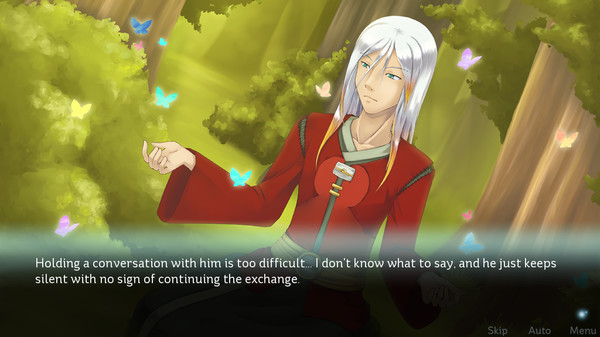 Holding a conversation with him is too difficult... I don't know what to say, and he just keeps
silent with no sign of continuing the exchange.
Skip Auto Menu